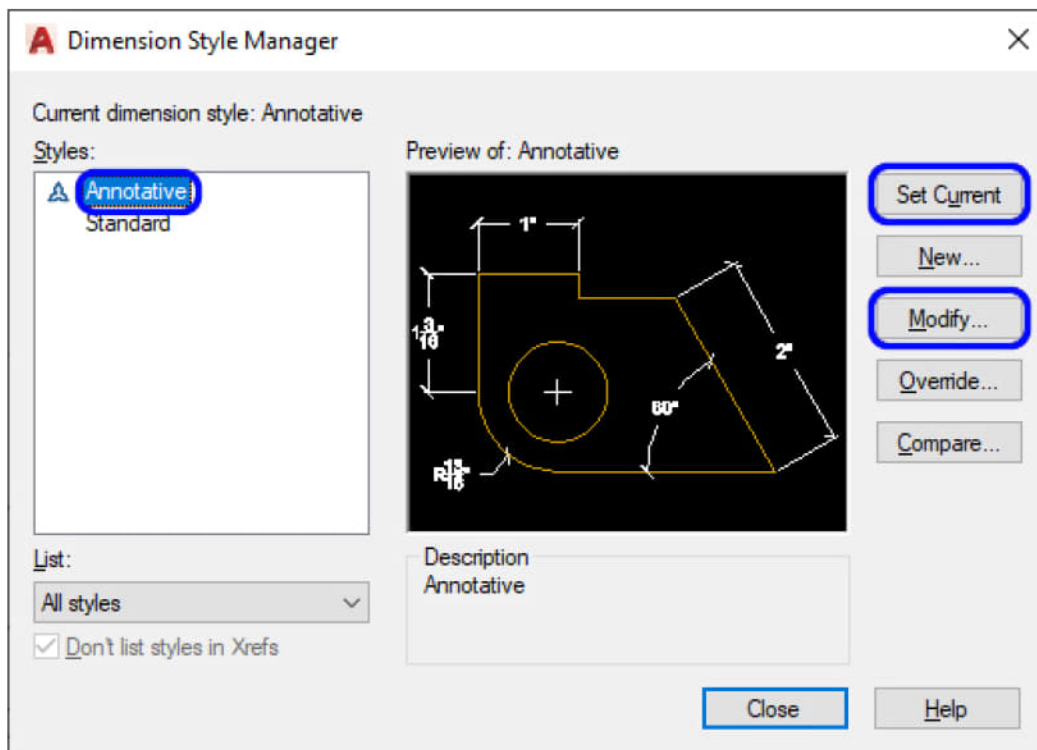 Dimension Style Manager
Current dimension style: Annotative
Styles:
Annotative
Standard
Preview of: Annotative
1"
2"
60°
Set Current
New...
Modify...
Override...
Compare...
List:
All styles
Don't list styles in Xrefs
Description
Annotative
Close
Help